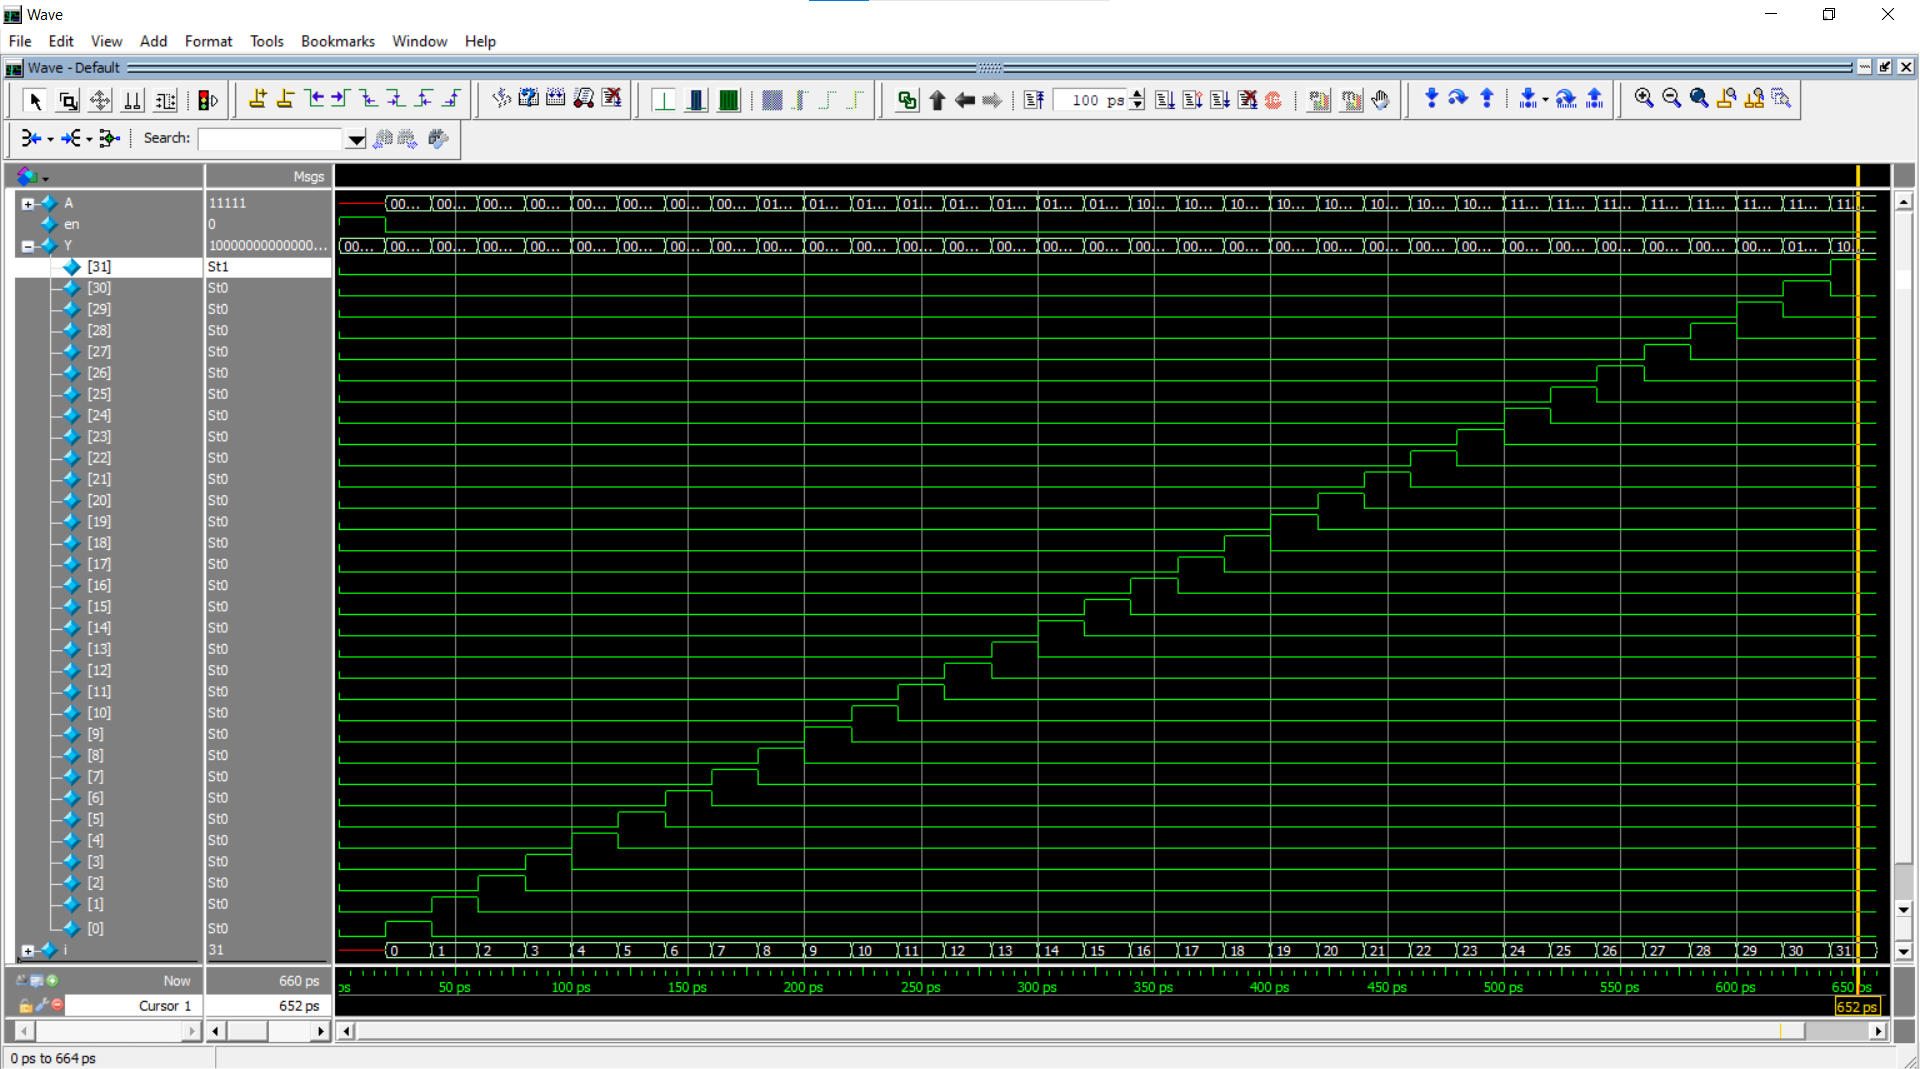 Wave
File Edit View Add Format Tools Bookmarks Window Help
Wave - Default
100 ps
Search:
Msgs
A 11111 00... 00... 00... 00... 00... 00... 00... 00... 01... 01... 01... 01... 01... 01... 01... 01... 10... 10... 10... 10... 10... 10... 10... 10... 11... 11... 11... 11... 11... 11... 11... 11...
en 0
Y 10000000000000... 00... 00... 00... 00... 00... 00... 00... 00... 00... 00... 00... 00... 00... 00... 00... 00... 00... 00... 00... 00... 00... 00... 00... 00... 00... 00... 00... 00... 00... 00... 00... 01... 10...
[31] St1
[30] St0
[29] St0
[28] St0
[27] St0
[26] St0
[25] St0
[24] St0
[23] St0
[22] St0
[21] St0
[20] St0
[19] St0
[18] St0
[17] St0
[16] St0
[15] St0
[14] St0
[13] St0
[12] St0
[11] St0
[10] St0
[9] St0
[8] St0
[7] St0
[6] St0
[5] St0
[4] St0
[3] St0
[2] St0
[1] St0
[0] St0
i 31 0 1 2 3 4 5 6 7 8 9 10 11 12 13 14 15 16 17 18 19 20 21 22 23 24 25 26 27 28 29 30 31
Now 660 ps ps 50 ps 100 ps 150 ps 200 ps 250 ps 300 ps 350 ps 400 ps 450 ps 500 ps 550 ps 600 ps 650 ps
Cursor 1 652 ps 652 ps
0 ps to 664 ps